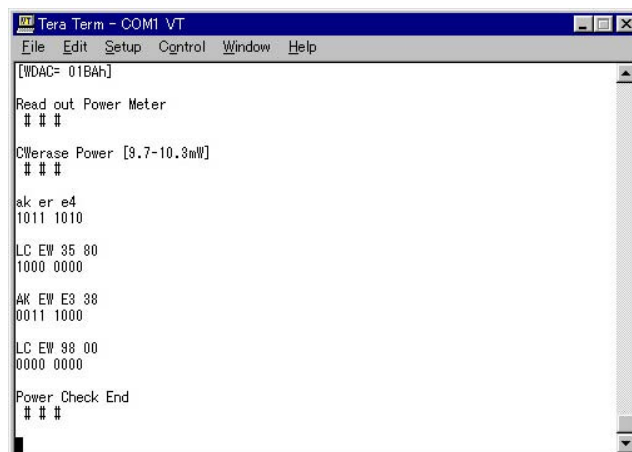 Tera Term - COM1 VT
File Edit Setup Control Window Help
[WDAC= 01BAh]
Read out Power Meter
# # #
CWerase Power [9.7-10.3mW]
# # #
ak er e4
1011 1010
LC EW 35 80
1000 0000
AK EW E3 38
0011 1000
LC EW 98 00
0000 0000
Power Check End
# # #